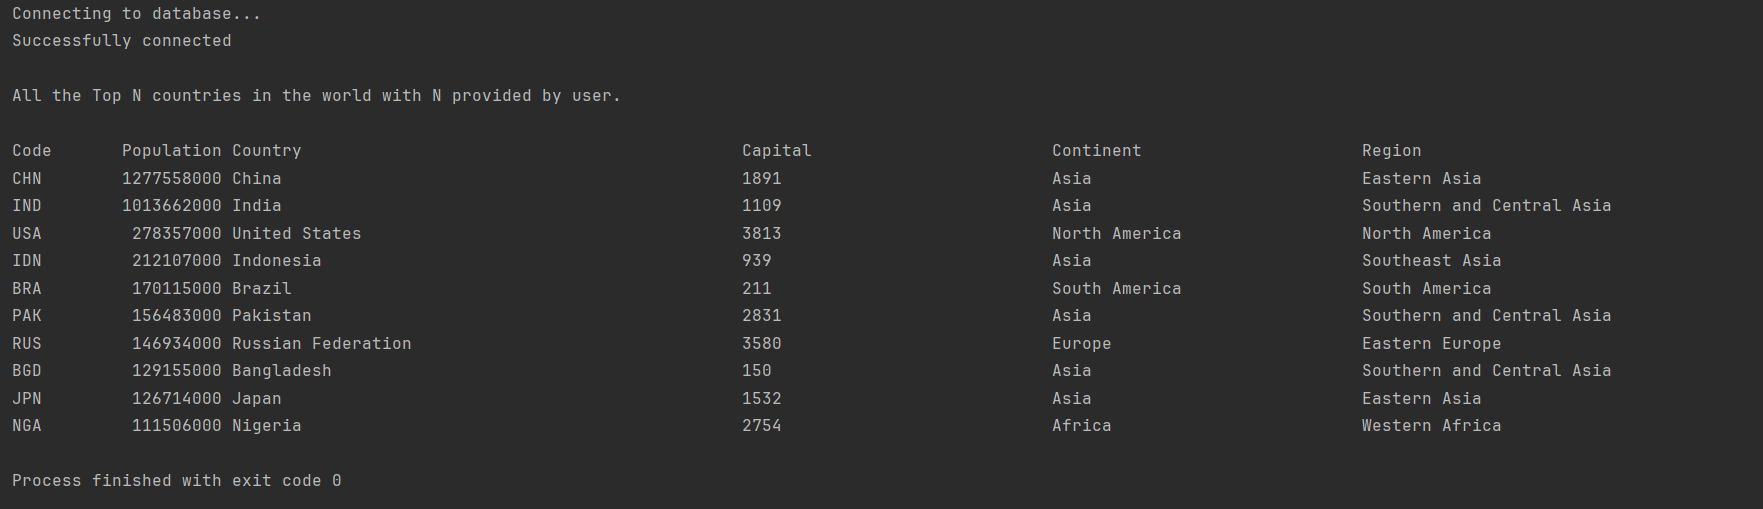 Connecting to database...
Successfully connected
All the Top N countries in the world with N provided by user.
Code Population Country Capital Continent Region
CHN 1277558000 China 1891 Asia Eastern Asia
IND 1013662000 India 1109 Asia Southern and Central Asia
USA 278357000 United States 3813 North America North America
IDN 212107000 Indonesia 939 Asia Southeast Asia
BRA 170115000 Brazil 211 South America South America
PAK 156483000 Pakistan 2831 Asia Southern and Central Asia
RUS 146934000 Russian Federation 3580 Europe Eastern Europe
BGD 129155000 Bangladesh 150 Asia Southern and Central Asia
JPN 126714000 Japan 1532 Asia Eastern Asia
NGA 111506000 Nigeria 2754 Africa Western Africa
Process finished with exit code 0